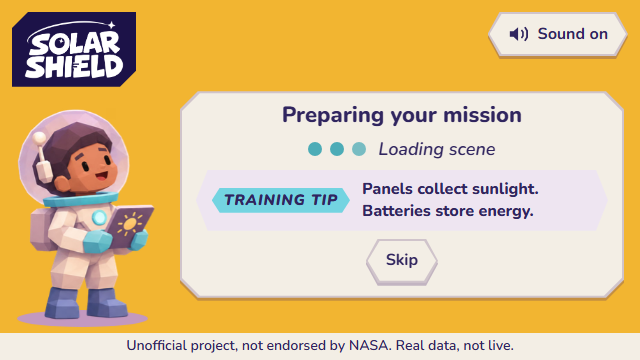 SOLAR
SHIELD
Sound on
Preparing your mission
Loading scene
TRAINING TIP
Panels collect sunlight.
Batteries store energy.
Skip
Unofficial project, not endorsed by NASA. Real data, not live.